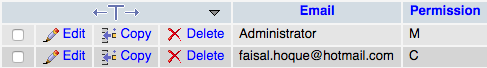 Email Permission
Edit Copy Delete Administrator M
Edit Copy Delete faisal.hoque@hotmail.com C